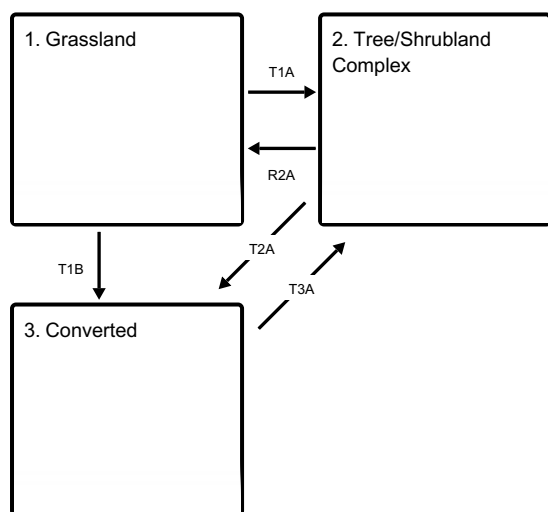 1. Grassland
2. Tree/Shrubland
Complex
T1A
R2A
T2A
T1B
T3A
3. Converted